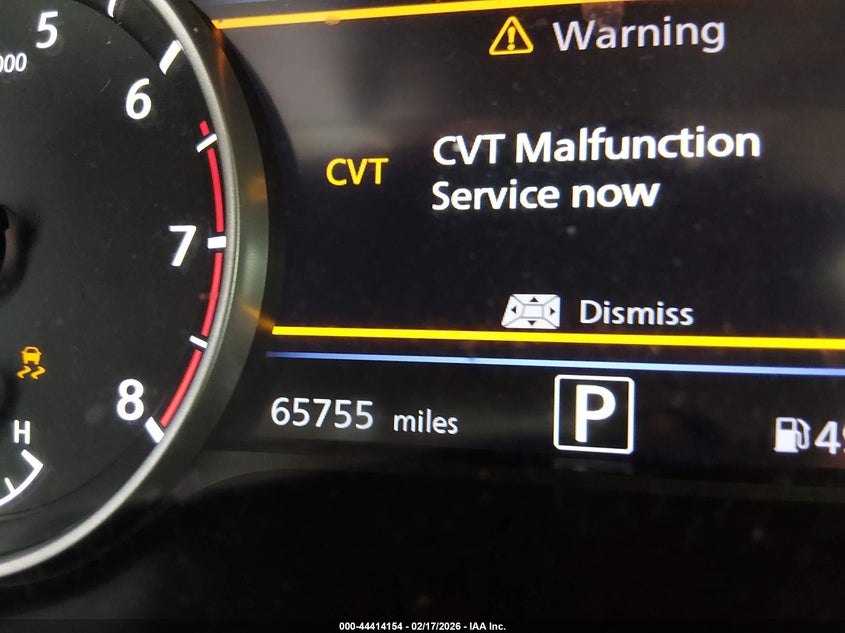 5
000
6
7
8
H
Warning
CVT
CVT Malfunction
Service now
Dismiss
65755 miles
P
000-44414154 - 02/17/2026 - IAA Inc.